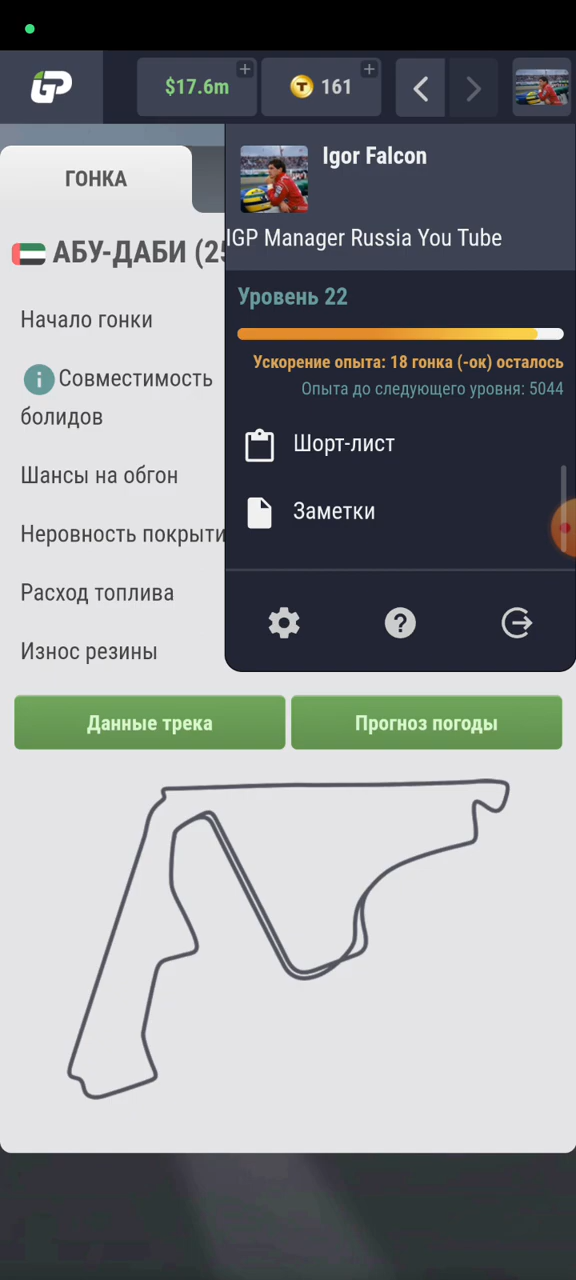 GP
$17.6m
+
T
161
+
ГОНКА
Igor Falcon
IGP Manager Russia You Tube
АБУ-ДАБИ
Уровень 22
Начало гонки
Ускорение опыта: 18 гонка (-ок) осталось
Опыта до следующего уровня: 5044
i Совместимость
болидов
Шорт-лист
Шансы на обгон
Заметки
Неровность покрыти
Расход топлива
?
Износ резины
Данные трека
Прогноз погоды